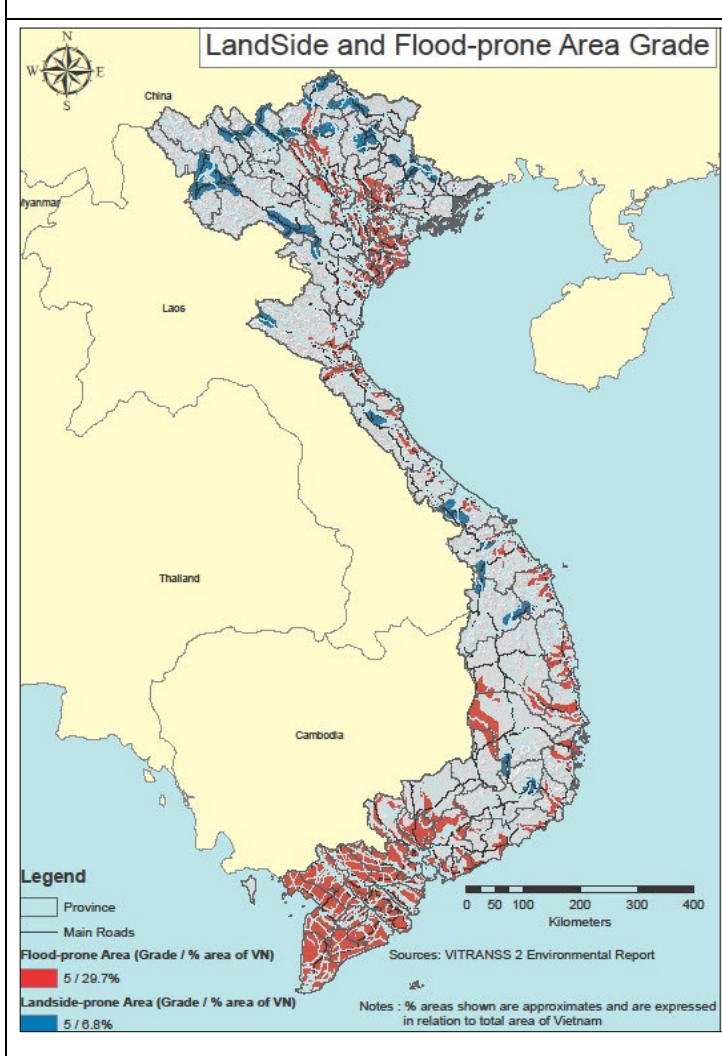 LandSide and Flood-prone Area Grade
N
W
E
S
China
Myanmar
Laos
Thailand
Cambodia
Legend
Province
Main Roads
Flood-prone Area (Grade / % area of VN)
5 / 29.7%
Landside-prone Area (Grade / % area of VN)
5 / 6.8%
0 50 100 200 300 400
Kilometers
Sources: VITRANSS 2 Environmental Report
Notes : % areas shown are approximates and are expressed
in relation to total area of Vietnam